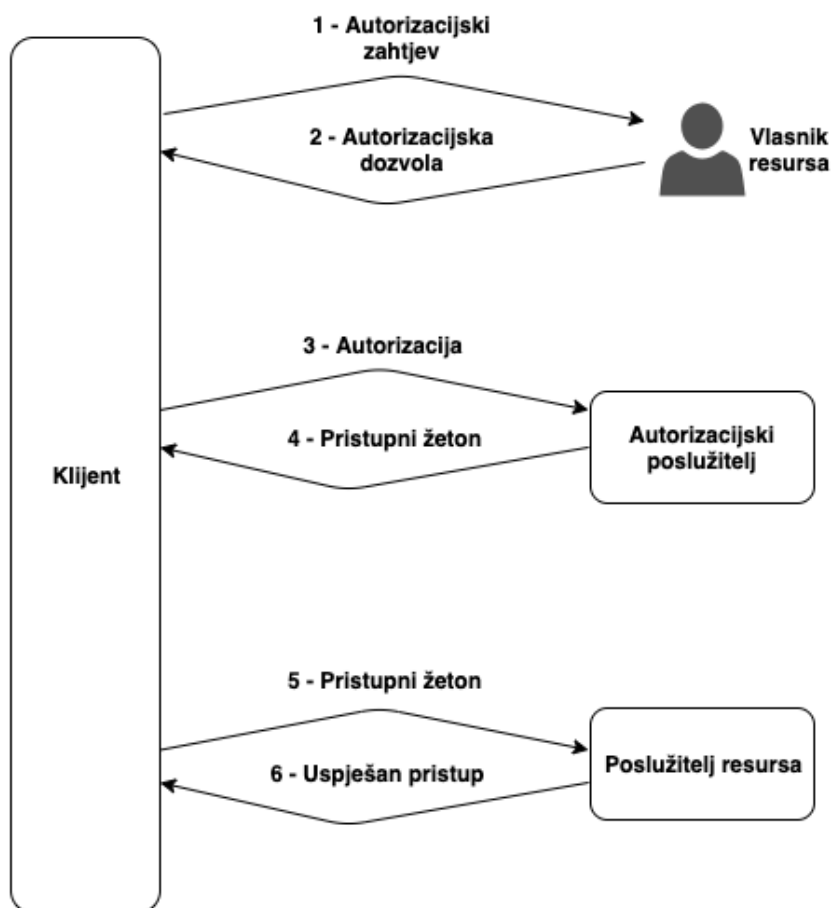 1 - Autorizacijski
zahtjev
2 - Autorizacijska
dozvola
Vlasnik
resursa
3 - Autorizacija
4 - Pristupni žeton
Autorizacijski
poslužitelj
Klijent
5 - Pristupni žeton
6 - Uspješan pristup
Poslužitelj resursa